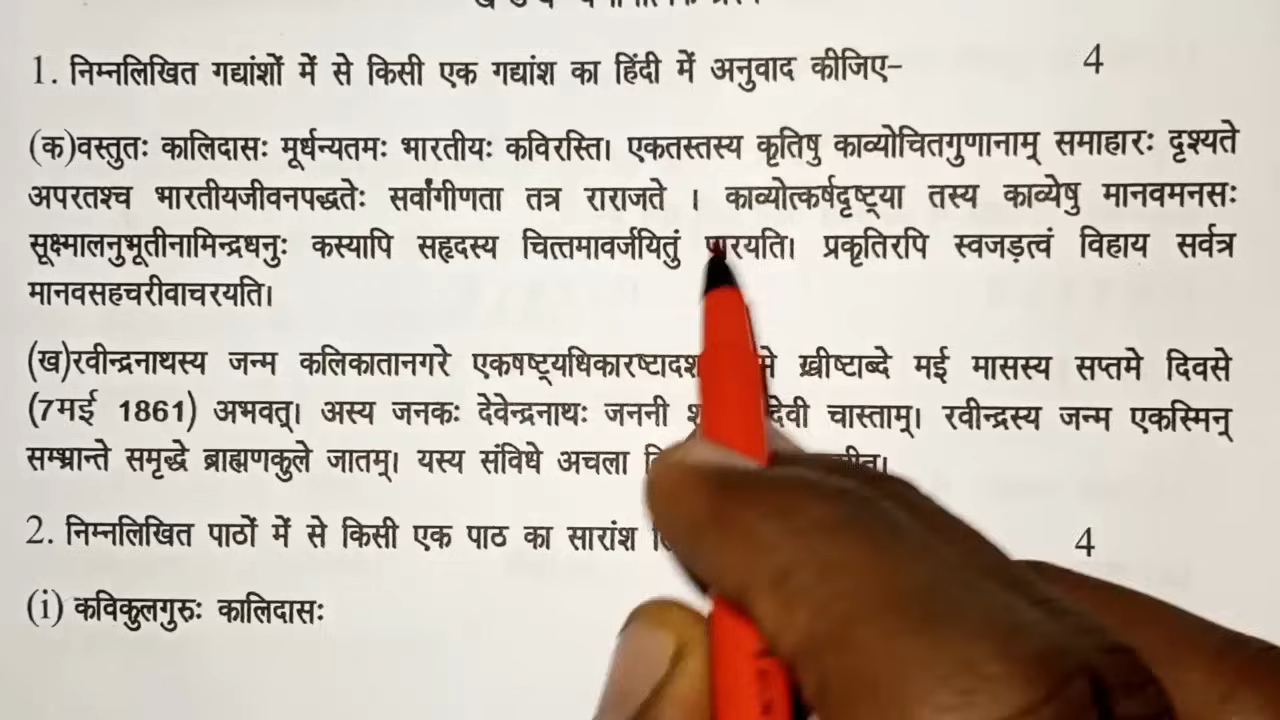 1. निम्नलिखित गद्यांशों में से किसी एक गद्यांश का हिंदी में अनुवाद कीजिए- 4
(क)वस्तुतः कालिदासः मूर्धन्यतमः भारतीयः कविरस्ति। एकतस्तस्य कृतिषु काव्योचितगुणानाम् समाहारः दृश्यते
अपरतश्च भारतीयजीवनपद्धतेः सर्वांगीणता तत्र राराजते । काव्योत्कर्षदृष्ट्या तस्य काव्येषु मानवमनसः
सूक्ष्मालनुभूतीनामिन्द्रधनुः कस्यापि सहृदस्य चित्तमावर्जयितुं पारयति। प्रकृतिरपि स्वजड़त्वं विहाय सर्वत्र
मानवसहचरीवाचरयति।
(ख)रवीन्द्रनाथस्य जन्म कलिकातानगरे ख्रीष्टाब्दे मई मासस्य सप्तमे दिवसे
(7मई 1861) अभवत्। अस्य जनकः देवेन्द्रनाथः जननी देवी चास्ताम्। रवीन्द्रस्य जन्म एकस्मिन्
सम्भ्रान्ते समृद्धे ब्राह्मणकुले जातम्। यस्य संविधे अचला
2. निम्नलिखित पाठों में से किसी एक पाठ का सारांश 4
(i) कविकुलगुरुः कालिदासः